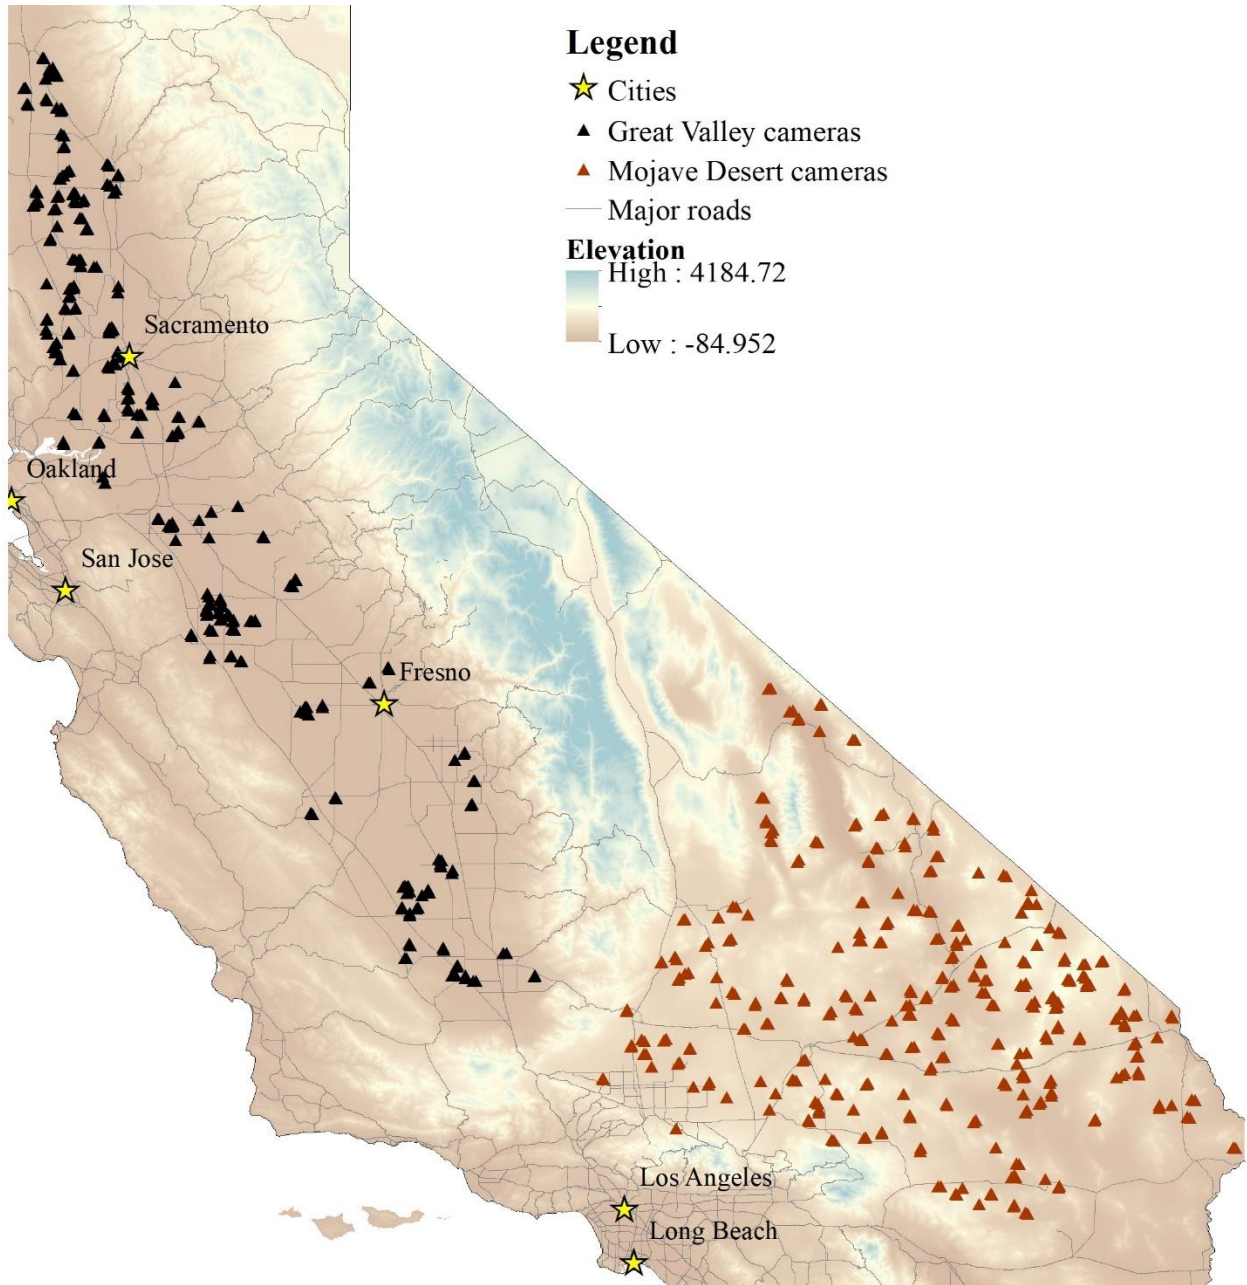 Legend
Cities
Great Valley cameras
Mojave Desert cameras
Major roads
Elevation
High : 4184.72
Low : -84.952
Sacramento
Oakland
San Jose
Fresno
Los Angeles
Long Beach